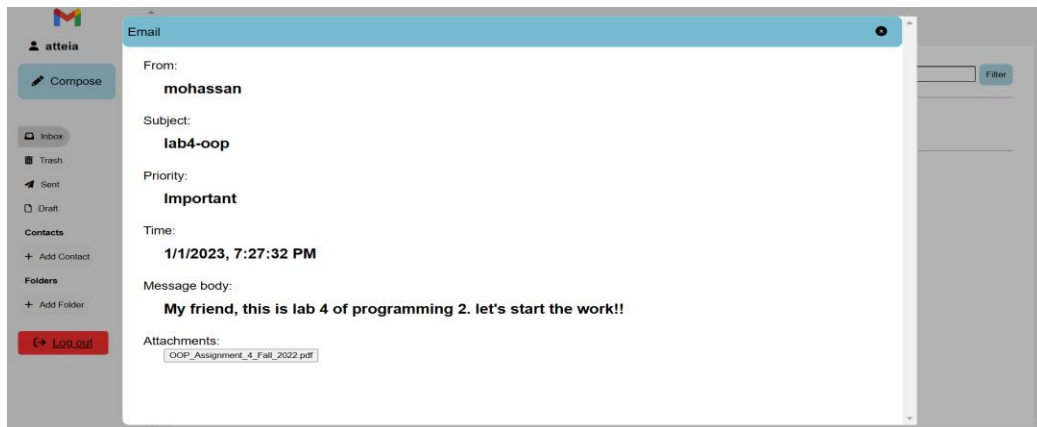 atteia
Compose
Inbox
Trash
Sent
Draft
Contacts
+ Add Contact
Folders
+ Add Folder
Log out
Email
From:
mohassan
Subject:
lab4-oop
Priority:
Important
Time:
1/1/2023, 7:27:32 PM
Message body:
My friend, this is lab 4 of programming 2. let's start the work!!
Attachments:
OOP_Assignment_4_Fall_2022.pdf
Filter